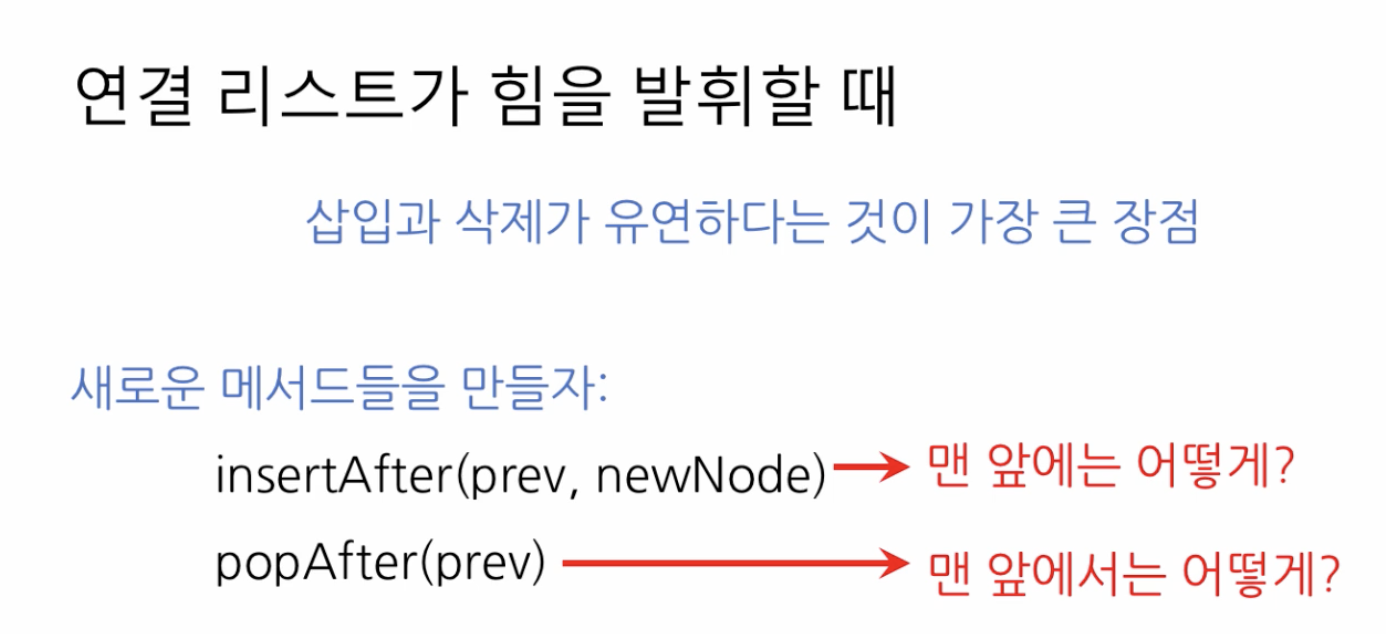 연결 리스트가 힘을 발휘할 때
삽입과 삭제가 유연하다는 것이 가장 큰 장점
새로운 메서드들을 만들자:
insertAfter(prev, newNode) 맨 앞에는 어떻게?
popAfter(prev) 맨 앞에서는 어떻게?